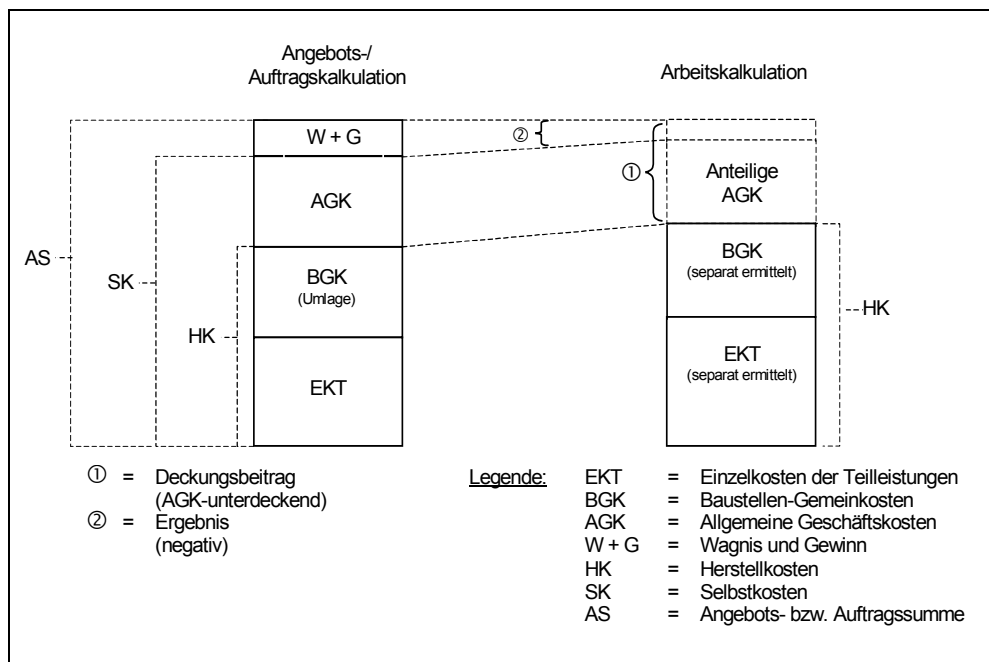 Angebots-/
Auftragskalkulation
Arbeitskalkulation
W + G
②
①
Anteilige
AGK
AGK
AS
SK
BGK
(Umlage)
BGK
(separat ermittelt)
HK
HK
EKT
EKT
(separat ermittelt)
① = Deckungsbeitrag
(AGK-unterdeckend)
② = Ergebnis
(negativ)
Legende: EKT = Einzelkosten der Teilleistungen
BGK = Baustellen-Gemeinkosten
AGK = Allgemeine Geschäftskosten
W + G = Wagnis und Gewinn
HK = Herstellkosten
SK = Selbstkosten
AS = Angebots- bzw. Auftragssumme